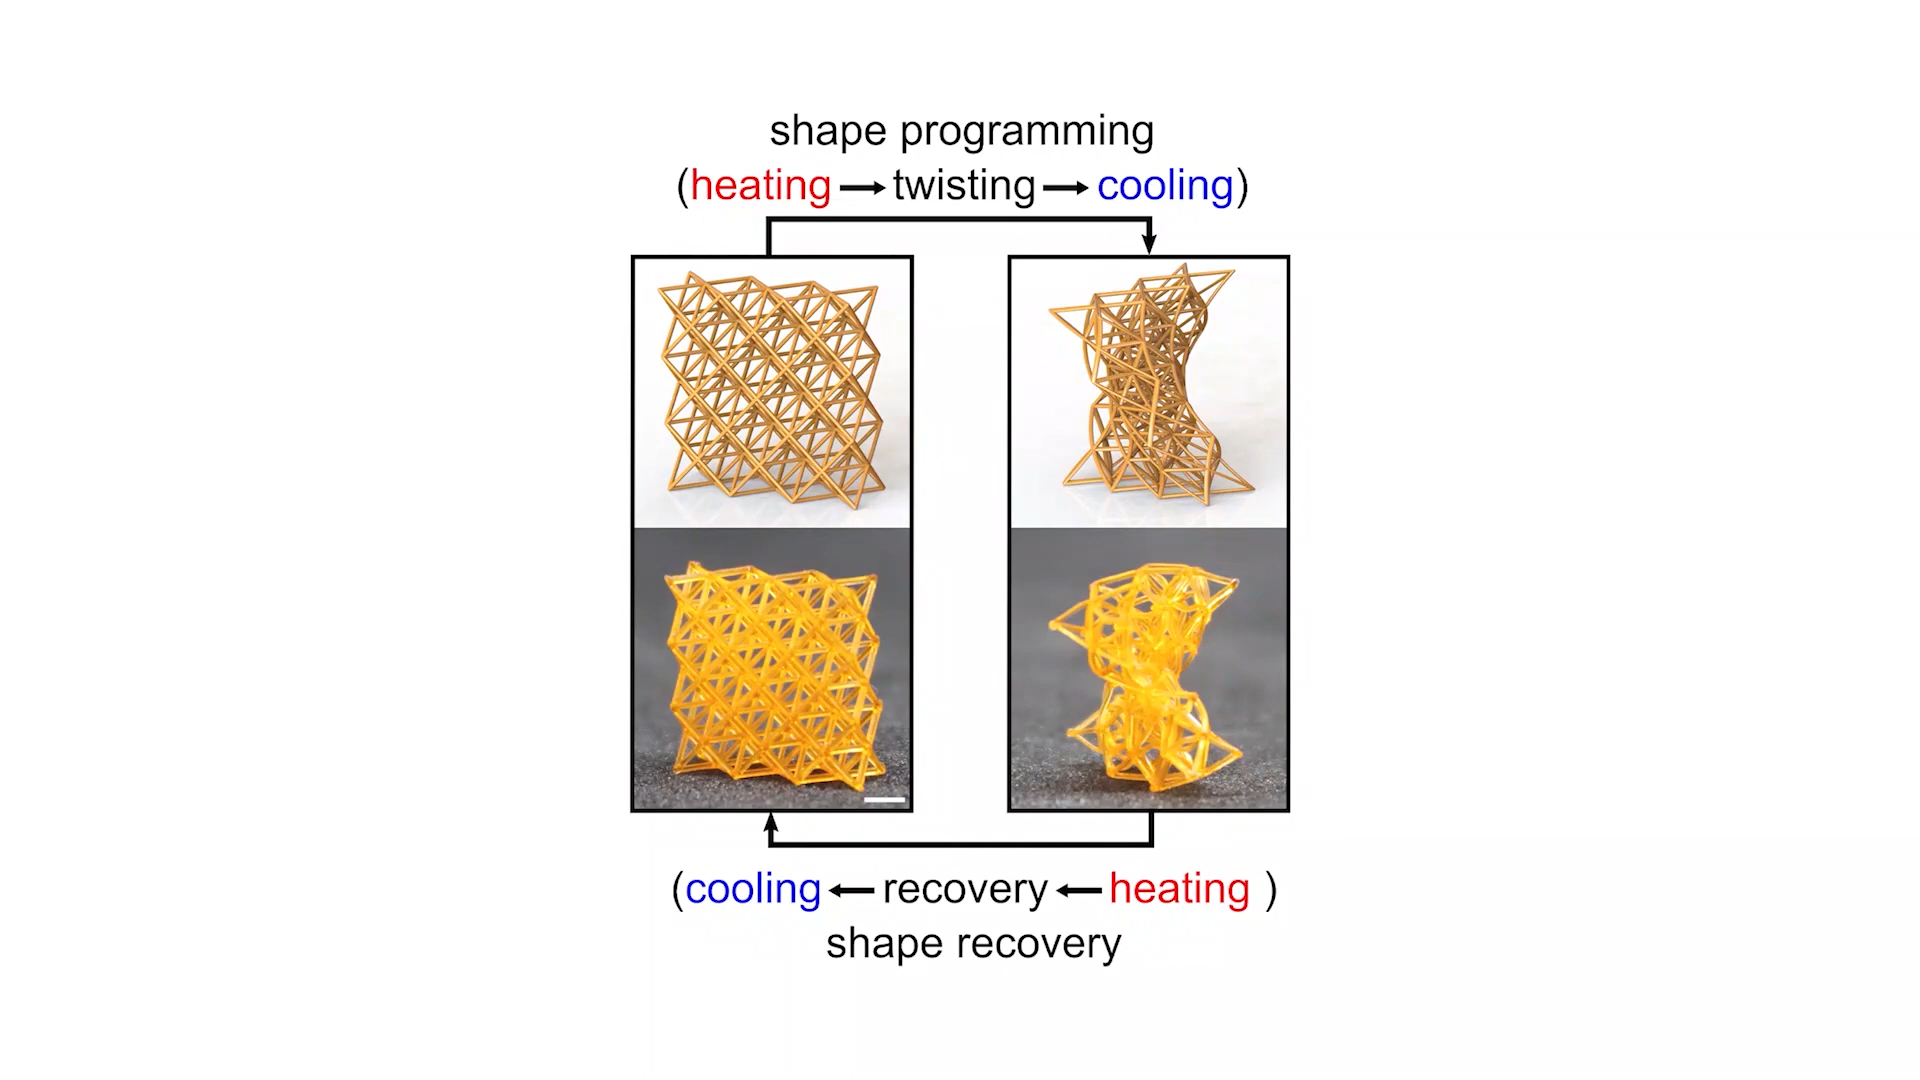 shape programming
(heating → twisting → cooling)
(cooling ← recovery ← heating )
shape recovery